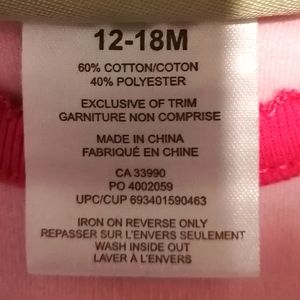 12-18M
60% COTTON/COTON
40% POLYESTER
EXCLUSIVE OF TRIM
GARNITURE NON COMPRISE
MADE IN CHINA
FABRIQUÉ EN CHINE
CA 33990
PO 4002059
UPC/CUP 693401590463
IRON ON REVERSE ONLY
REPASSER SUR L'ENVERS SEULEMENT
WASH INSIDE OUT
LAVER À L'ENVERS